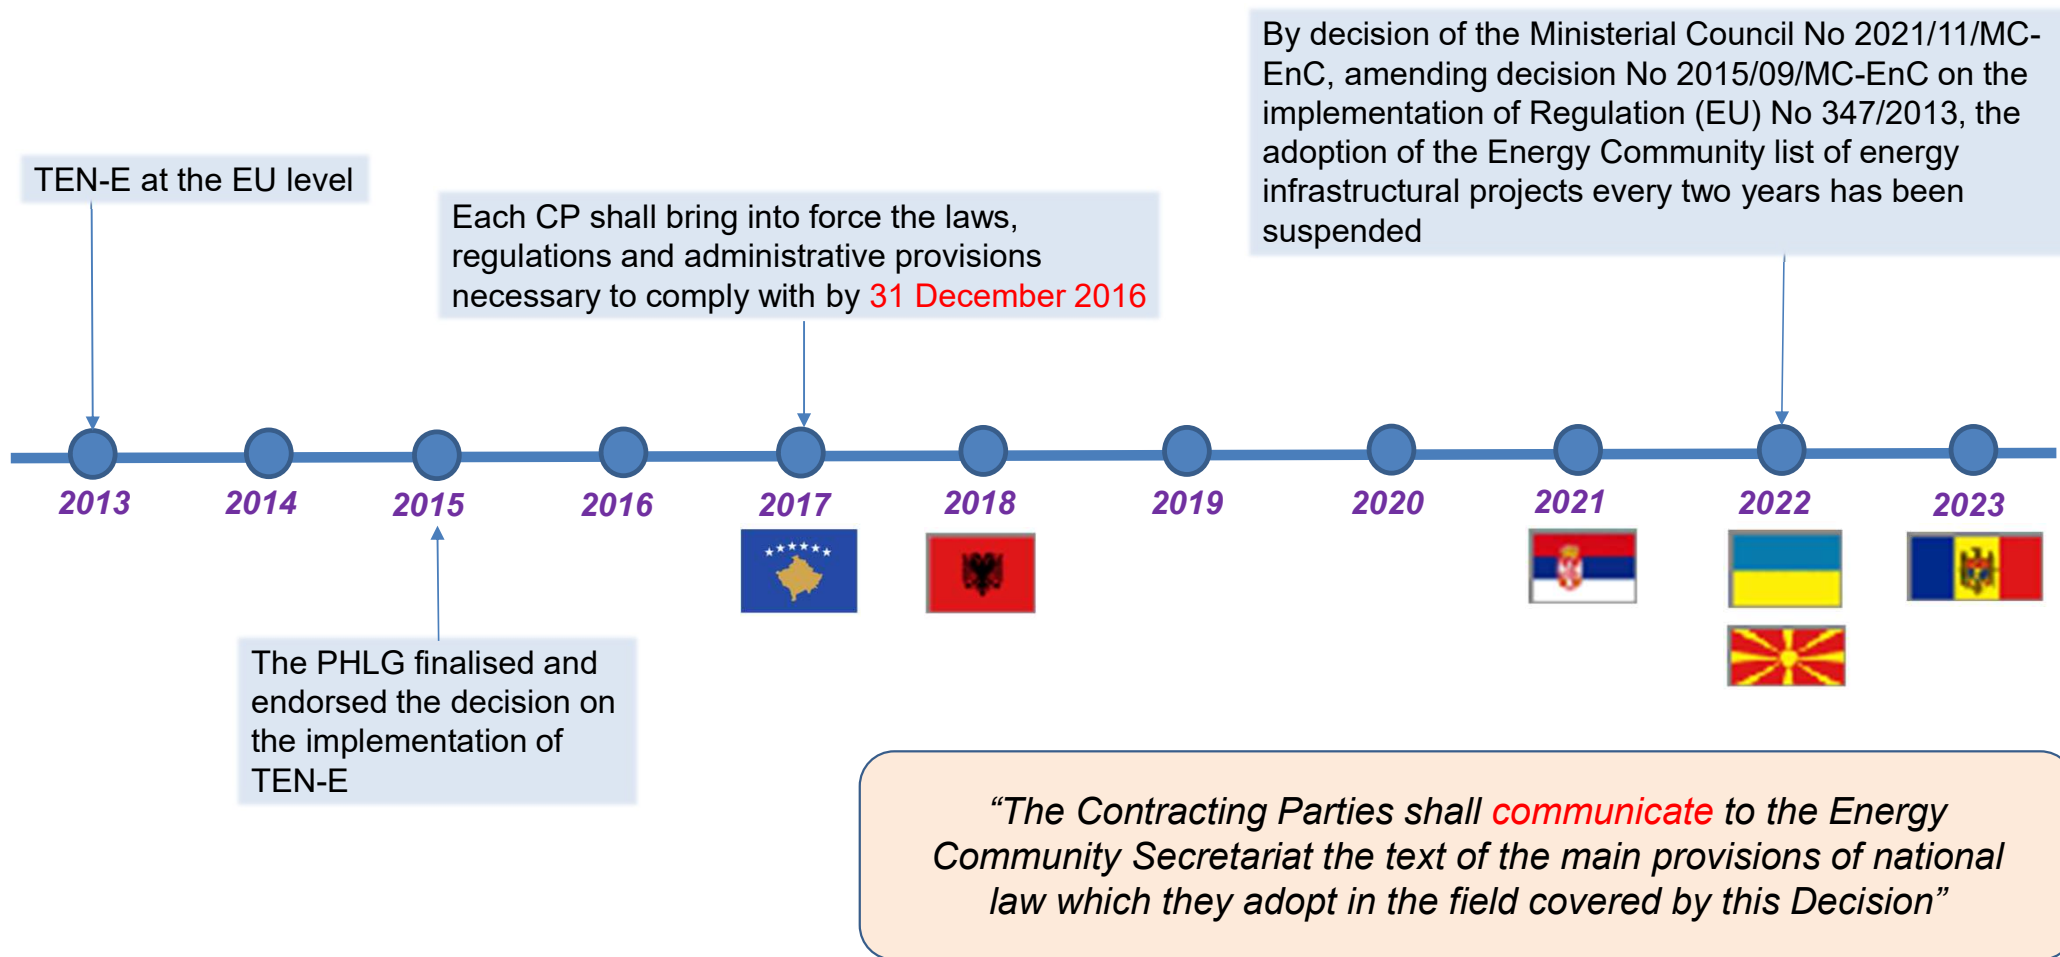 By decision of the Ministerial Council No 2021/11/MC-
EnC, amending decision No 2015/09/MC-EnC on the
implementation of Regulation (EU) No 347/2013, the
adoption of the Energy Community list of energy
infrastructural projects every two years has been
suspended
TEN-E at the EU level
Each CP shall bring into force the laws,
regulations and administrative provisions
necessary to comply with by 31 December 2016
2013 2014 2015 2016 2017 2018 2019 2020 2021 2022 2023
The PHLG finalised and
endorsed the decision on
the implementation of
TEN-E
“The Contracting Parties shall communicate to the Energy
Community Secretariat the text of the main provisions of national
law which they adopt in the field covered by this Decision”